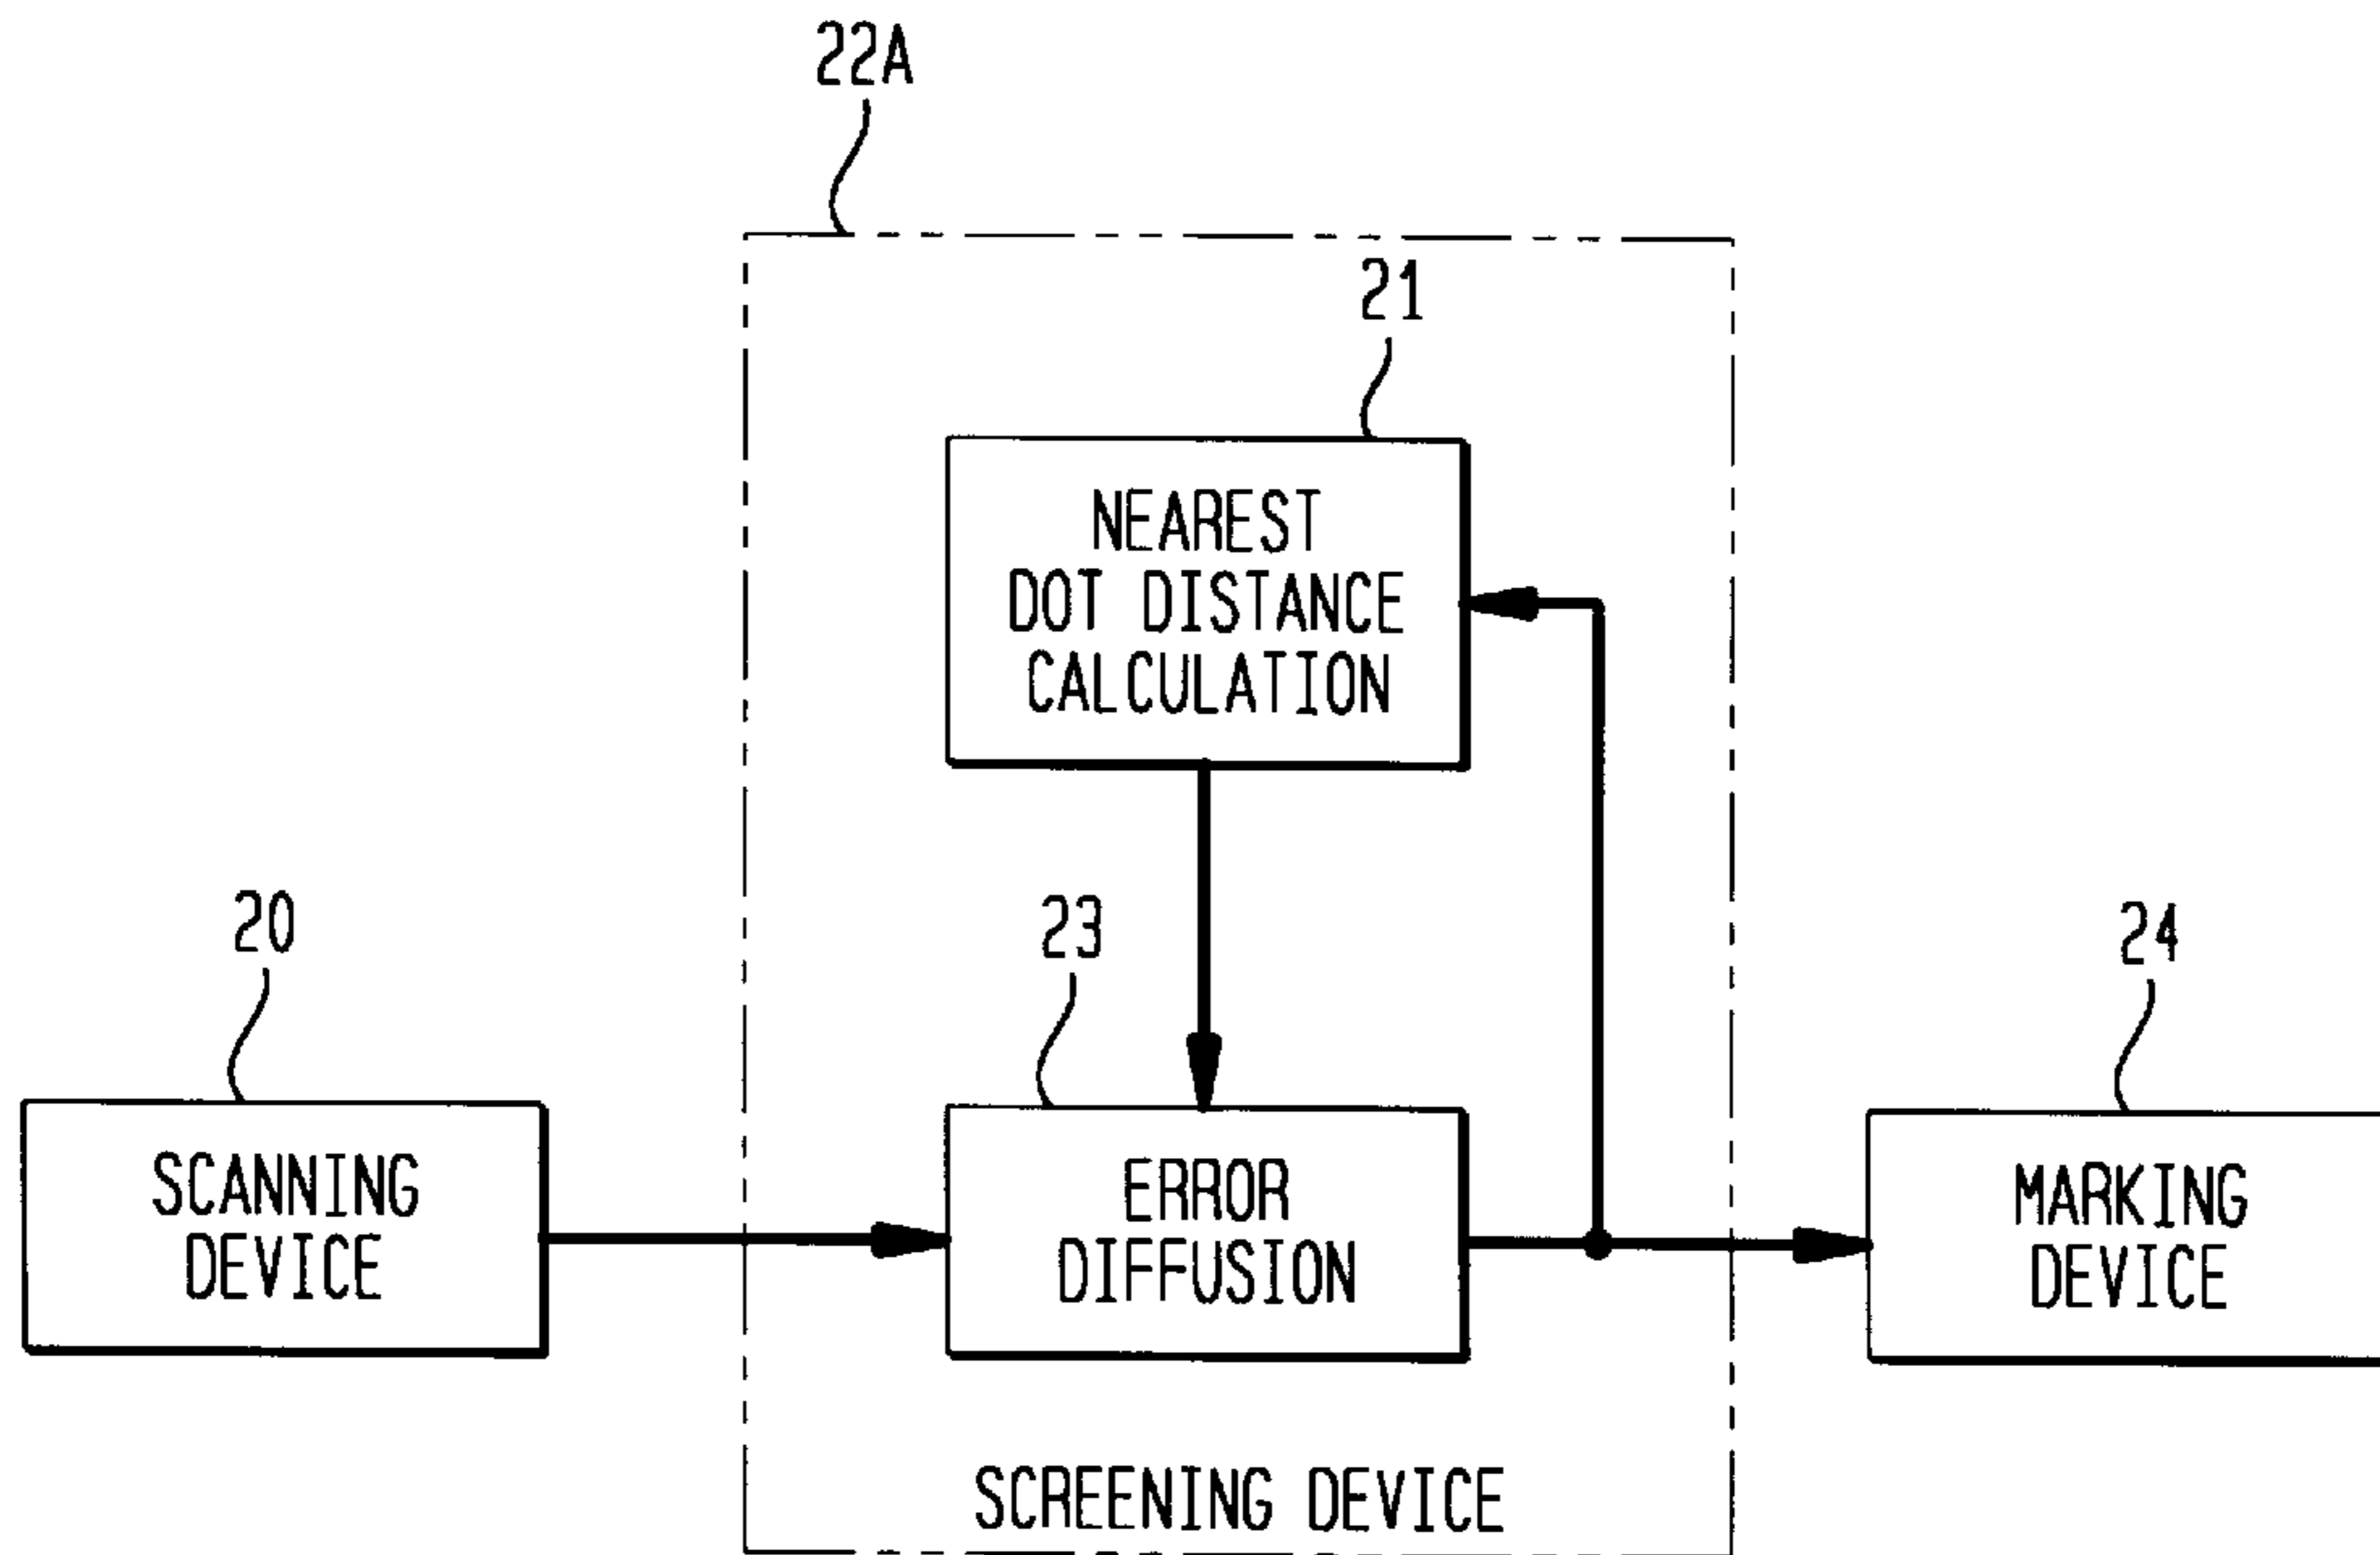 22A
21
NEAREST
DOT DISTANCE
CALCULATION
20
23
24
SCANNING
DEVICE
ERROR
DIFFUSION
MARKING
DEVICE
SCREENING DEVICE